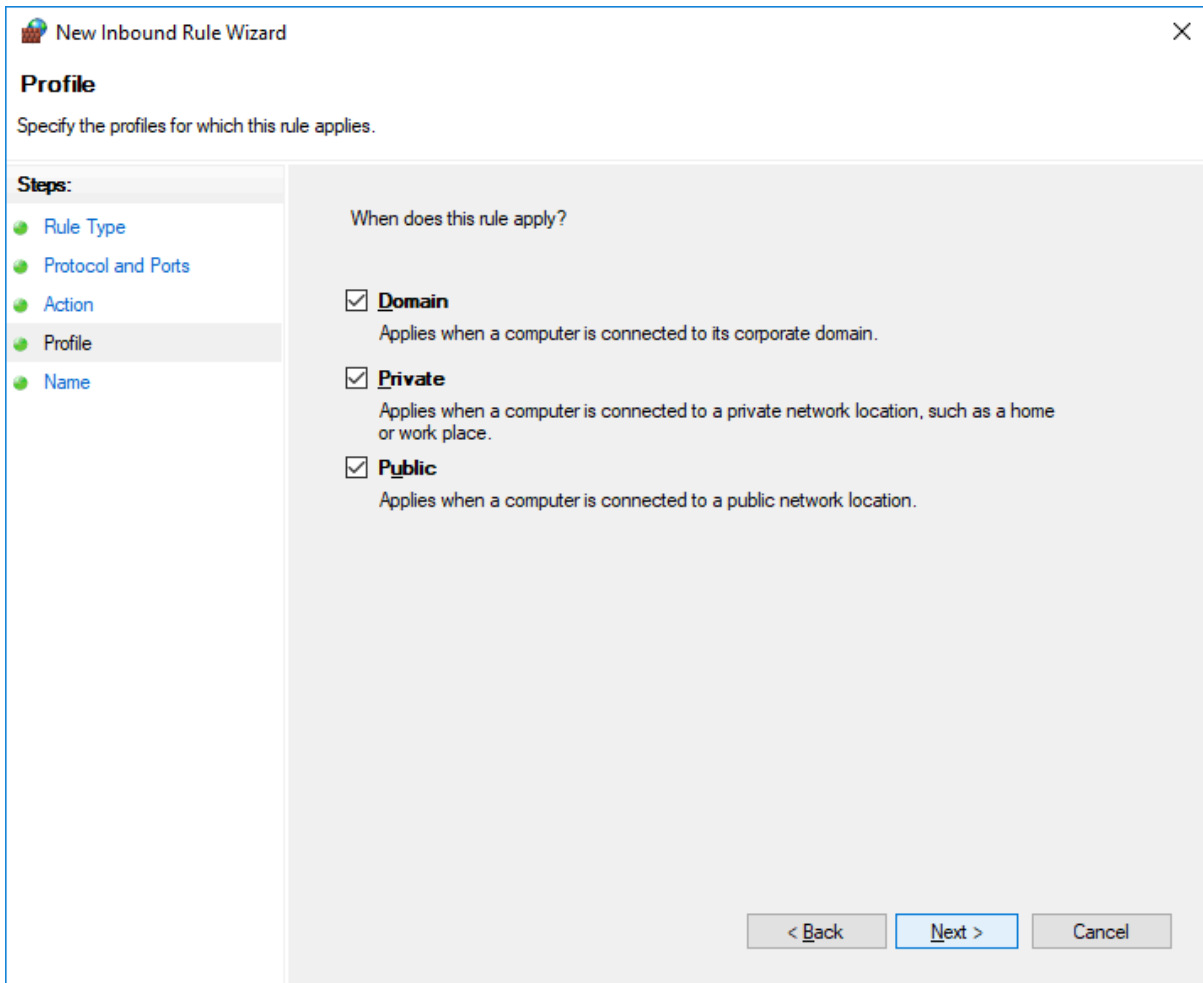 New Inbound Rule Wizard
Profile
Specify the profiles for which this rule applies.
Steps:
Rule Type
Protocol and Ports
Action
Profile
Name
When does this rule apply?
Domain
Applies when a computer is connected to its corporate domain.
Private
Applies when a computer is connected to a private network location, such as a home
or work place.
Public
Applies when a computer is connected to a public network location.
< Back
Next >
Cancel